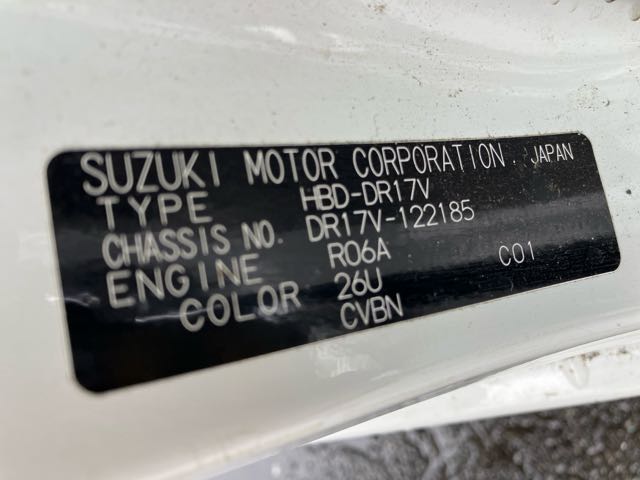 SUZUKI MOTOR CORPORATION. JAPAN
TYPE HBD-DR17V
CHASSIS NO. DR17V-122185
ENGINE R06A C01
COLOR 26U
CVBN